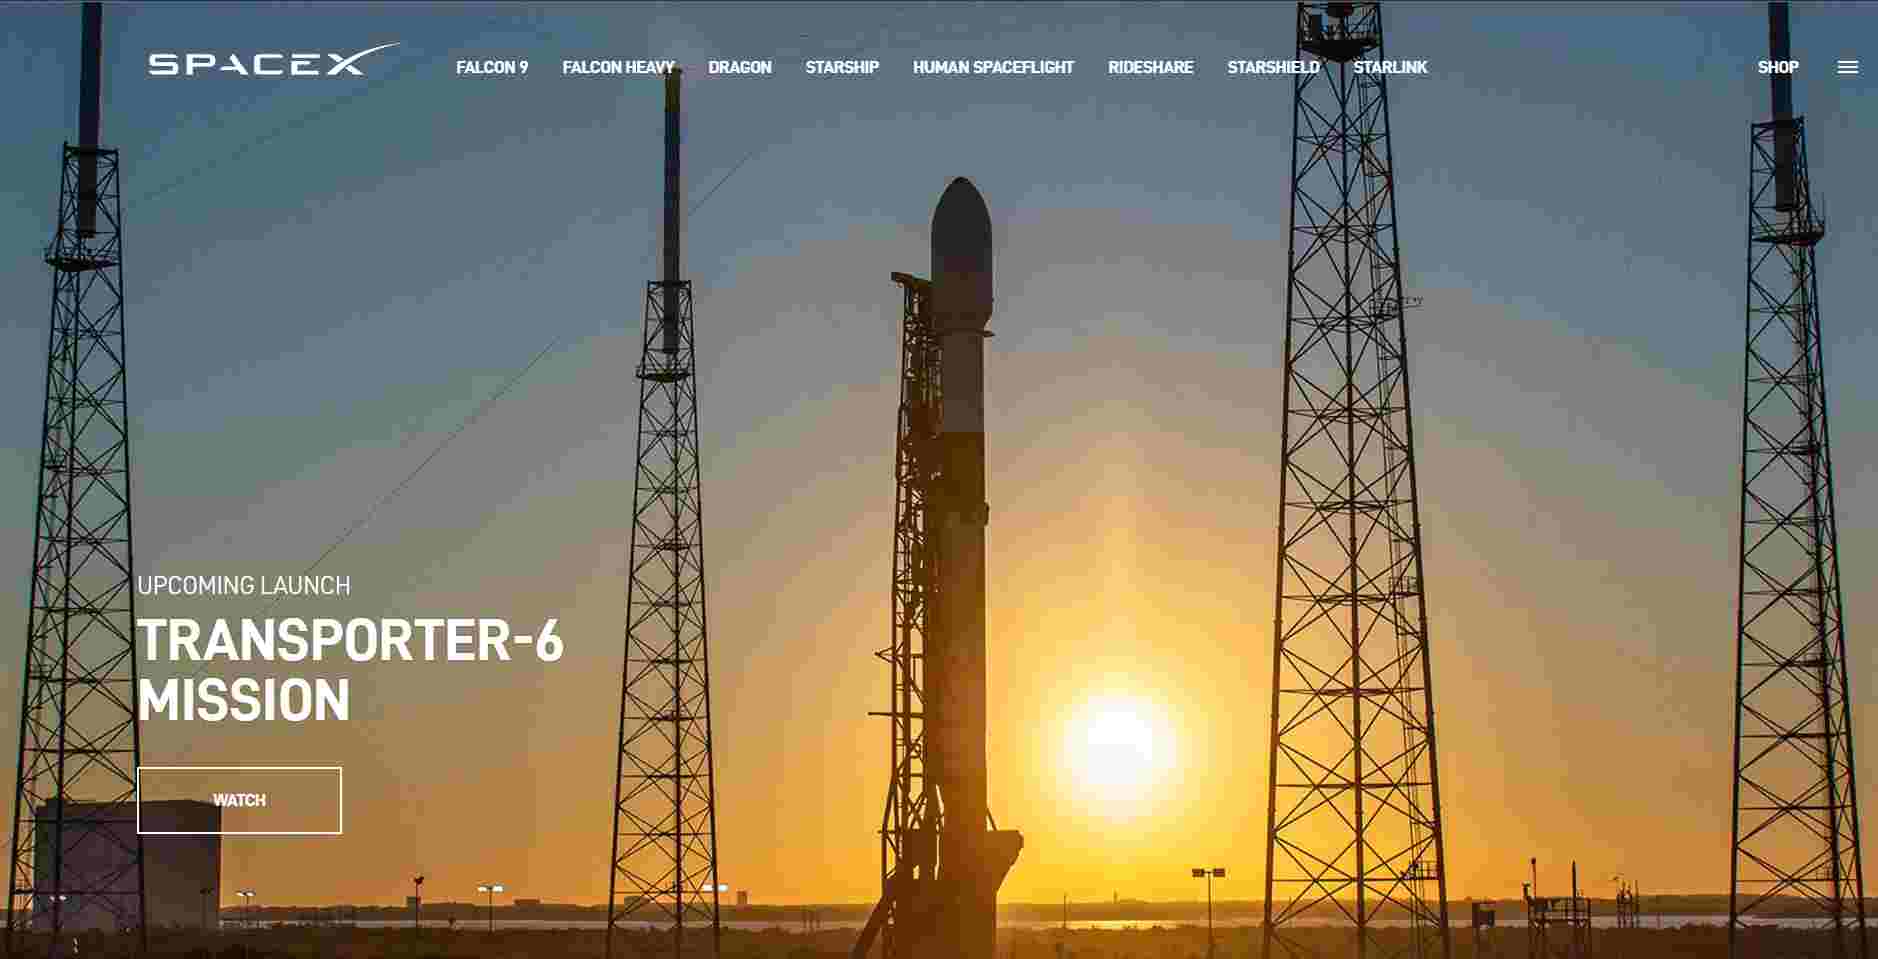 SPACEX
FALCON 9 FALCON HEAVY DRAGON STARSHIP HUMAN SPACEFLIGHT RIDESHARE STARSHIELD STARLINK SHOP
UPCOMING LAUNCH
TRANSPORTER-6
MISSION
WATCH